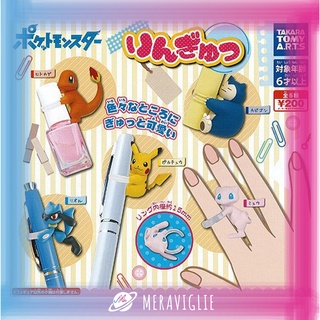 ポケットモンスター
りんぎゅっ
TAKARA TOMY ARTS
対象年齢
6才以上
全5種
¥200
ヒトカゲ
様々なところに
ぎゅっと可愛い
カビゴン
ピカチュウ
リオル
リング内径約15mm
ミュウ
MERAVIGLIE